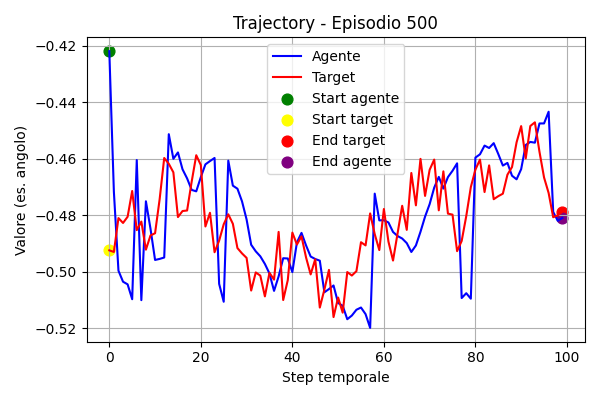 Trajectory - Episodio 500
Agente
Target
Start agente
Start target
End target
End agente
Valore (es. angolo)
−0.42
−0.44
−0.46
−0.48
−0.50
−0.52
0
20
40
60
80
100
Step temporale